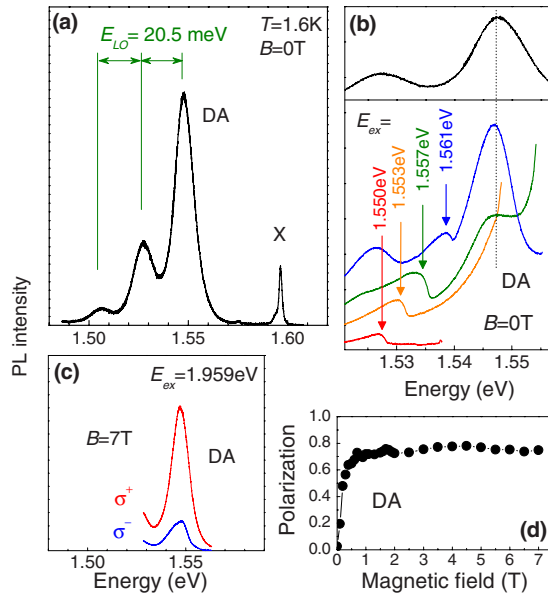 (a)
E_LO = 20.5 meV
T=1.6K
B=0T
DA
X
1.50
1.55
1.60
PL intensity
(b)
E_ex=
1.550eV
1.553eV
1.557eV
1.561eV
DA
B=0T
1.53
1.54
1.55
Energy (eV)
(c)
E_ex=1.959eV
B=7T
DA
σ+
σ−
1.50
1.55
Energy (eV)
1.0
0.8
0.6
0.4
0.2
0.0
Polarization
DA
(d)
0
1
2
3
4
5
6
7
Magnetic field (T)